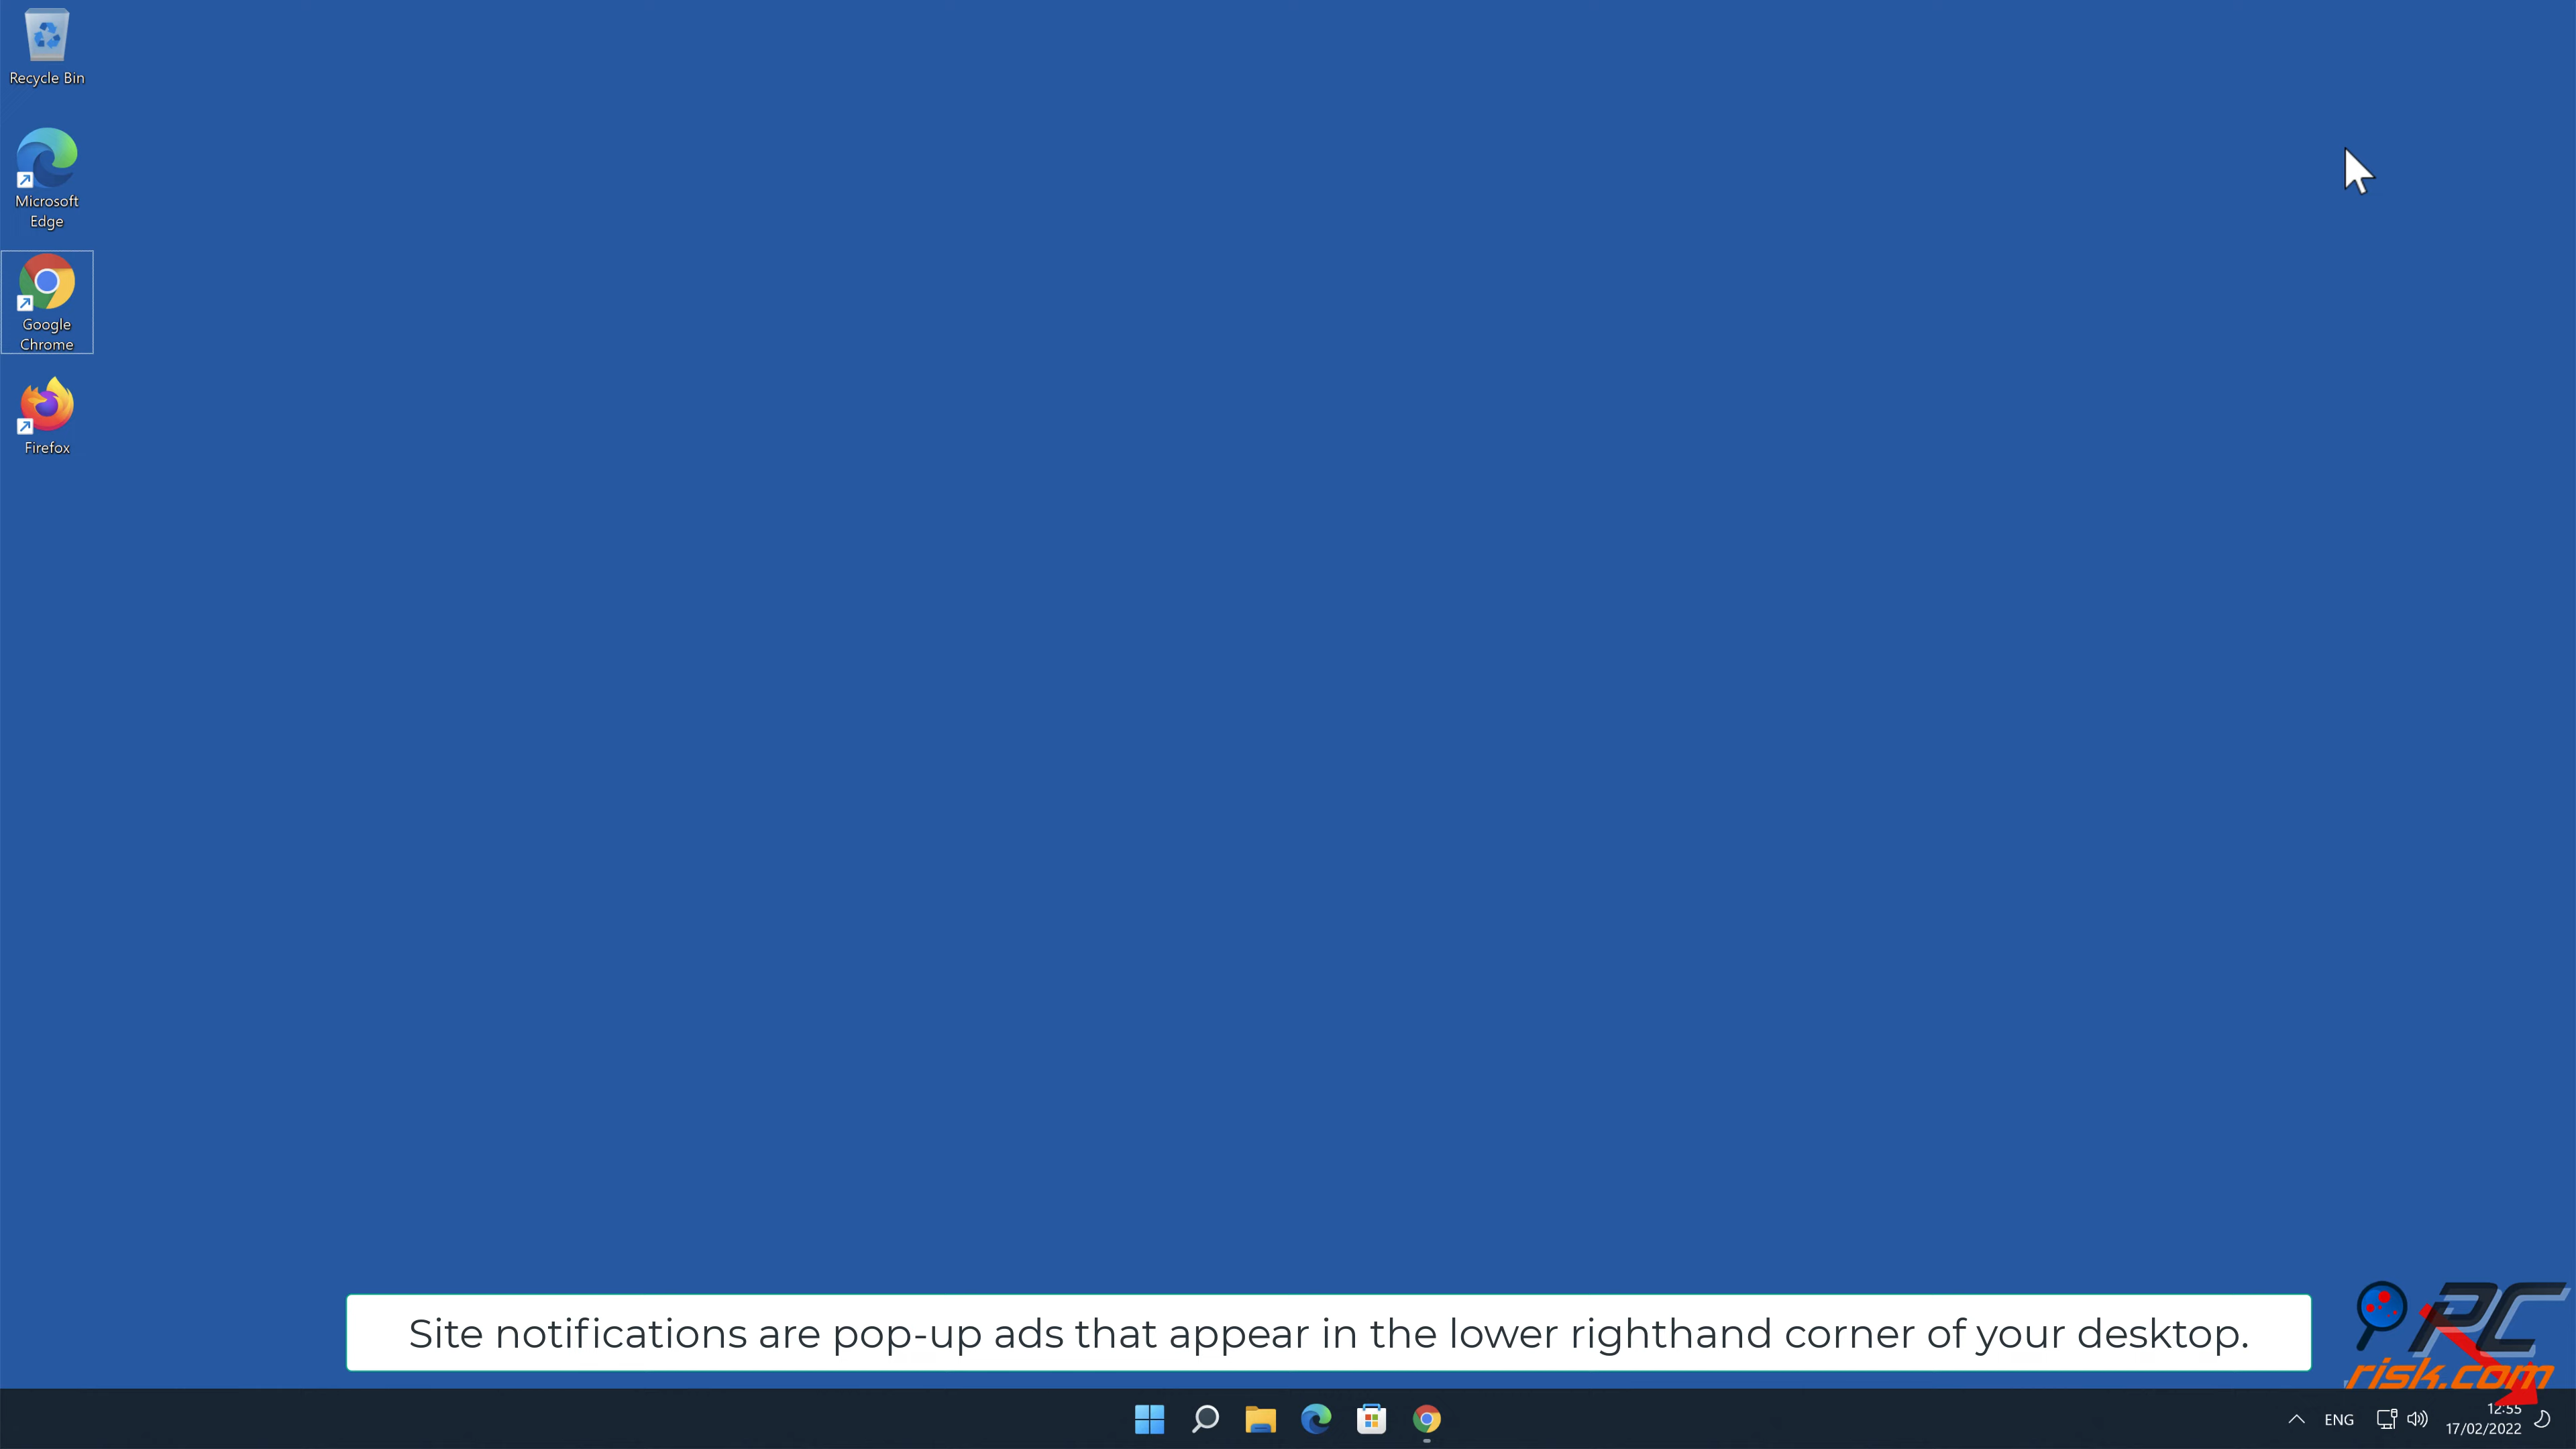 Recycle Bin
Microsoft
Edge
Google
Chrome
Firefox
Site notifications are pop-up ads that appear in the lower righthand corner of your desktop.
PC
risk.com
ENG
12:55
17/02/2022